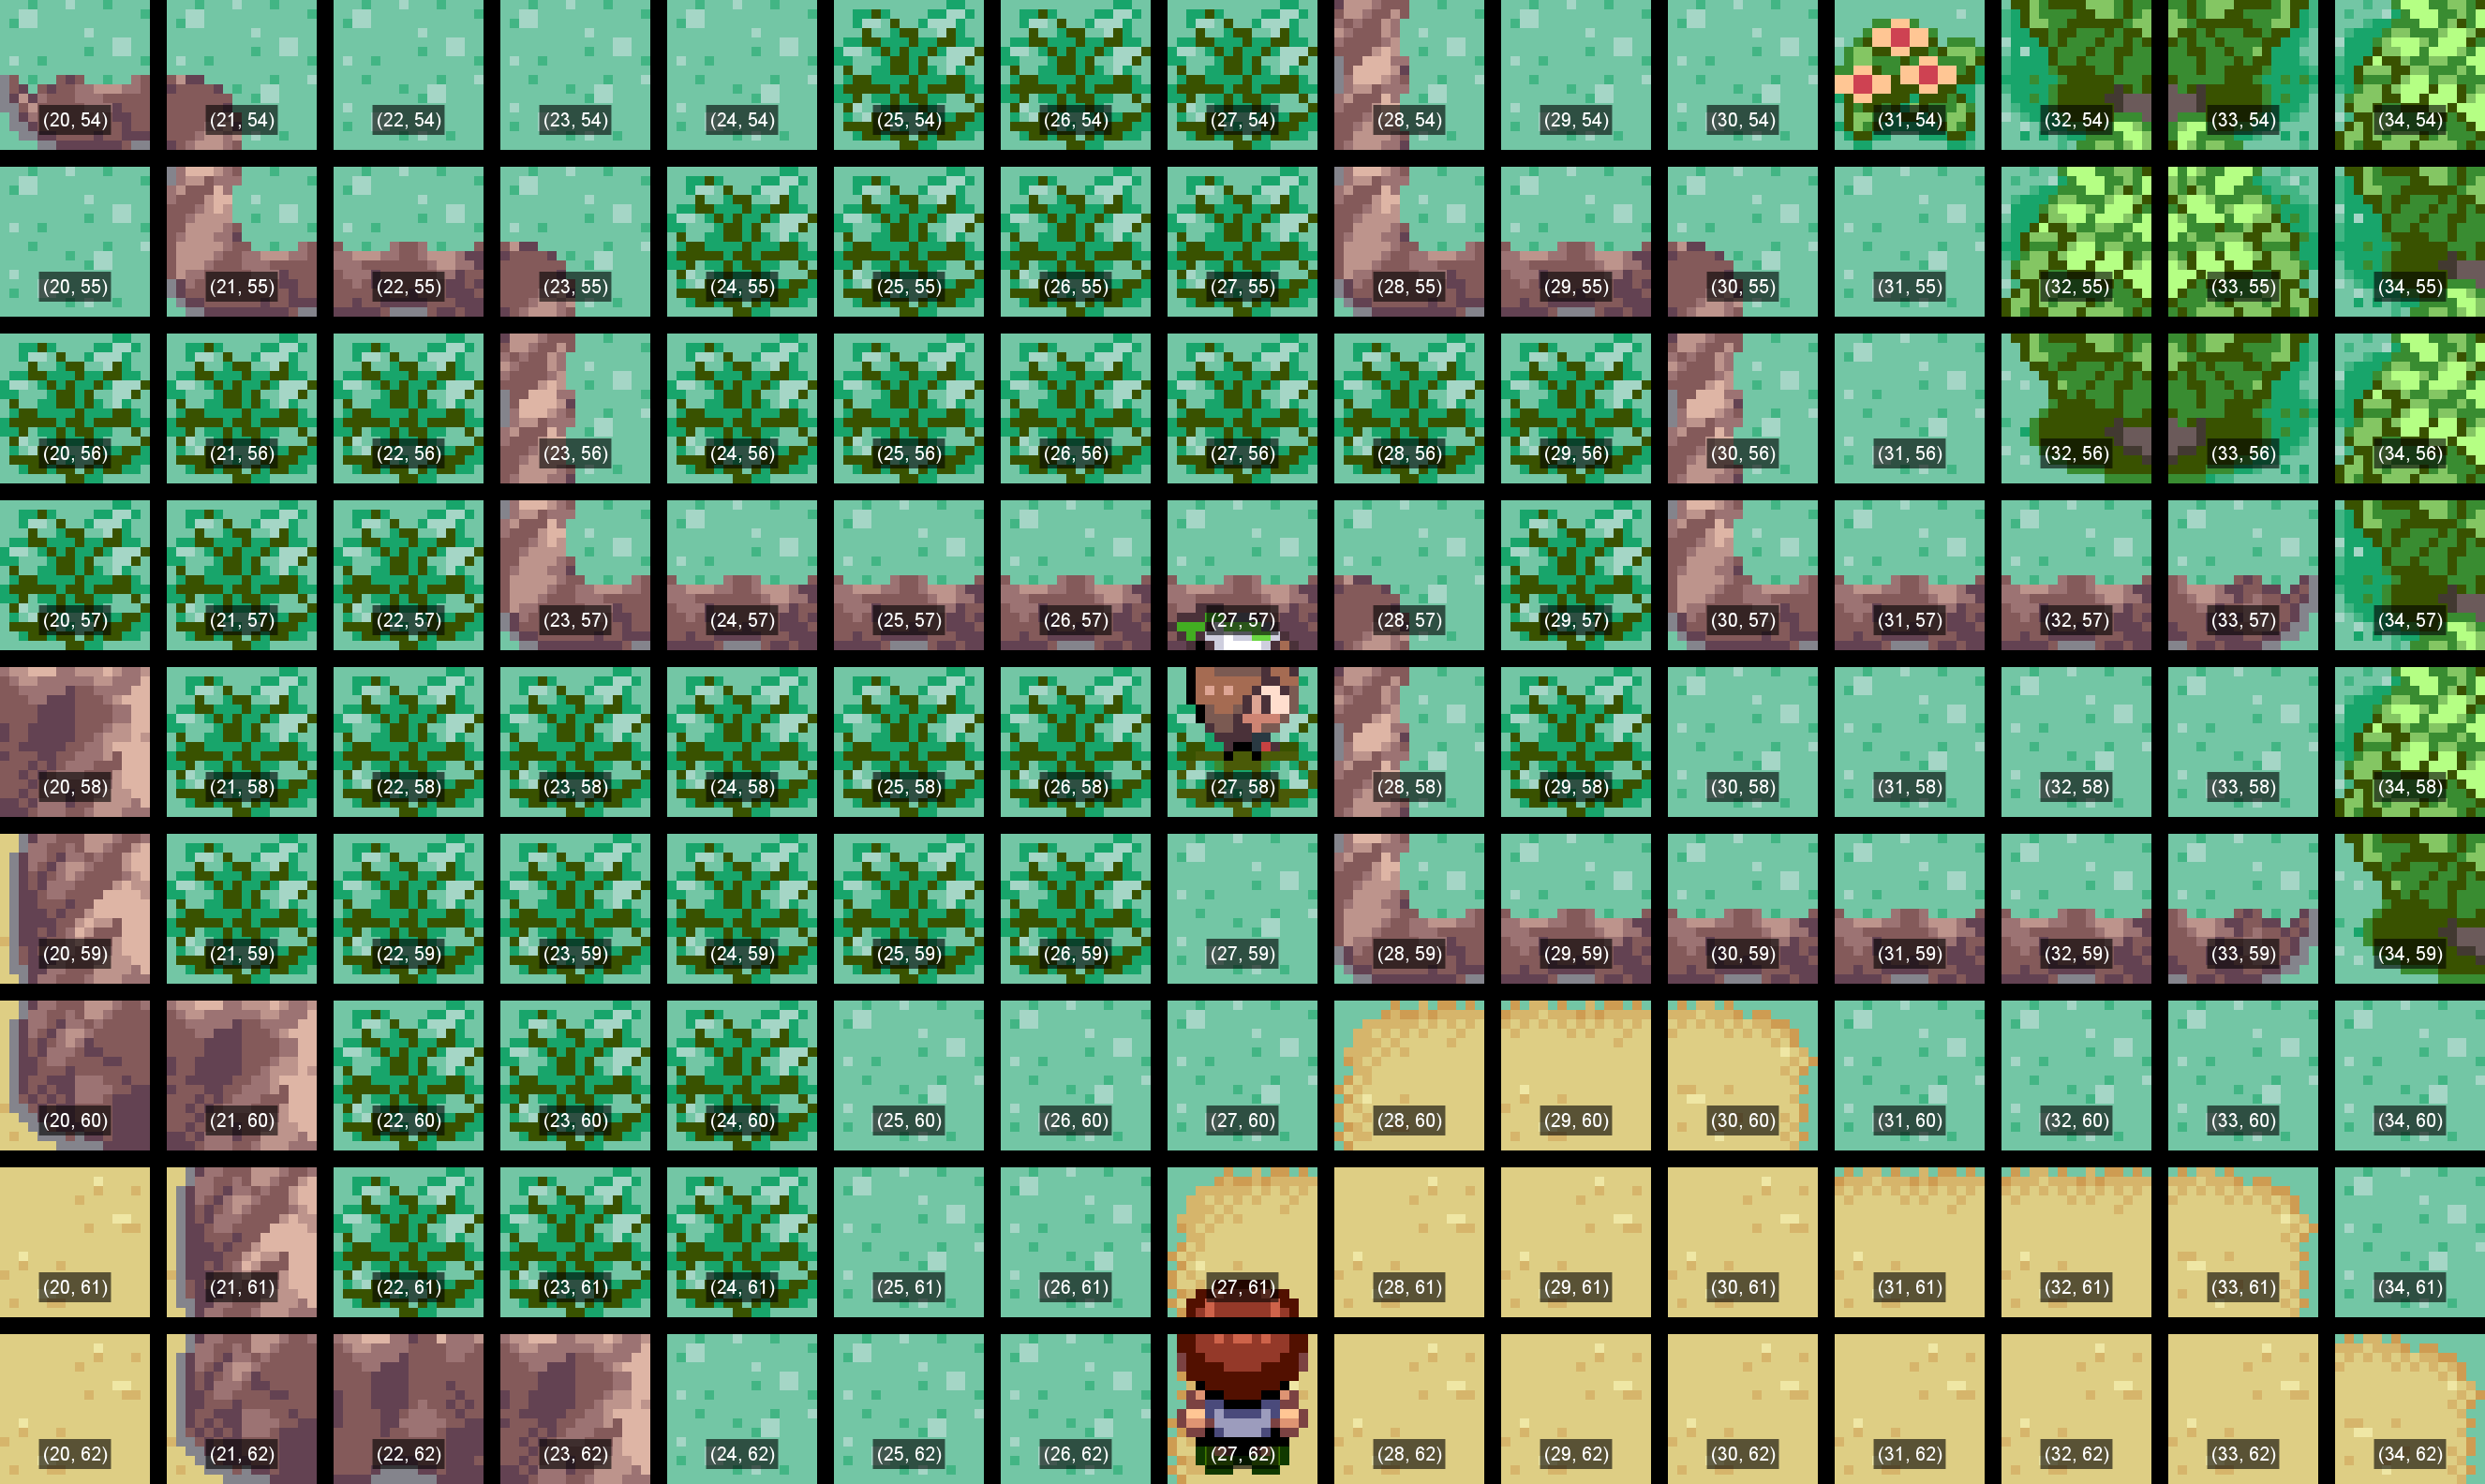 (20, 54) (21, 54) (22, 54) (23, 54) (24, 54) (25, 54) (26, 54) (27, 54) (28, 54) (29, 54) (30, 54) (31, 54) (32, 54) (33, 54) (34, 54)
(20, 55) (21, 55) (22, 55) (23, 55) (24, 55) (25, 55) (26, 55) (27, 55) (28, 55) (29, 55) (30, 55) (31, 55) (32, 55) (33, 55) (34, 55)
(20, 56) (21, 56) (22, 56) (23, 56) (24, 56) (25, 56) (26, 56) (27, 56) (28, 56) (29, 56) (30, 56) (31, 56) (32, 56) (33, 56) (34, 56)
(20, 57) (21, 57) (22, 57) (23, 57) (24, 57) (25, 57) (26, 57) (27, 57) (28, 57) (29, 57) (30, 57) (31, 57) (32, 57) (33, 57) (34, 57)
(20, 58) (21, 58) (22, 58) (23, 58) (24, 58) (25, 58) (26, 58) (27, 58) (28, 58) (29, 58) (30, 58) (31, 58) (32, 58) (33, 58) (34, 58)
(20, 59) (21, 59) (22, 59) (23, 59) (24, 59) (25, 59) (26, 59) (27, 59) (28, 59) (29, 59) (30, 59) (31, 59) (32, 59) (33, 59) (34, 59)
(20, 60) (21, 60) (22, 60) (23, 60) (24, 60) (25, 60) (26, 60) (27, 60) (28, 60) (29, 60) (30, 60) (31, 60) (32, 60) (33, 60) (34, 60)
(20, 61) (21, 61) (22, 61) (23, 61) (24, 61) (25, 61) (26, 61) (27, 61) (28, 61) (29, 61) (30, 61) (31, 61) (32, 61) (33, 61) (34, 61)
(20, 62) (21, 62) (22, 62) (23, 62) (24, 62) (25, 62) (26, 62) (27, 62) (28, 62) (29, 62) (30, 62) (31, 62) (32, 62) (33, 62) (34, 62)